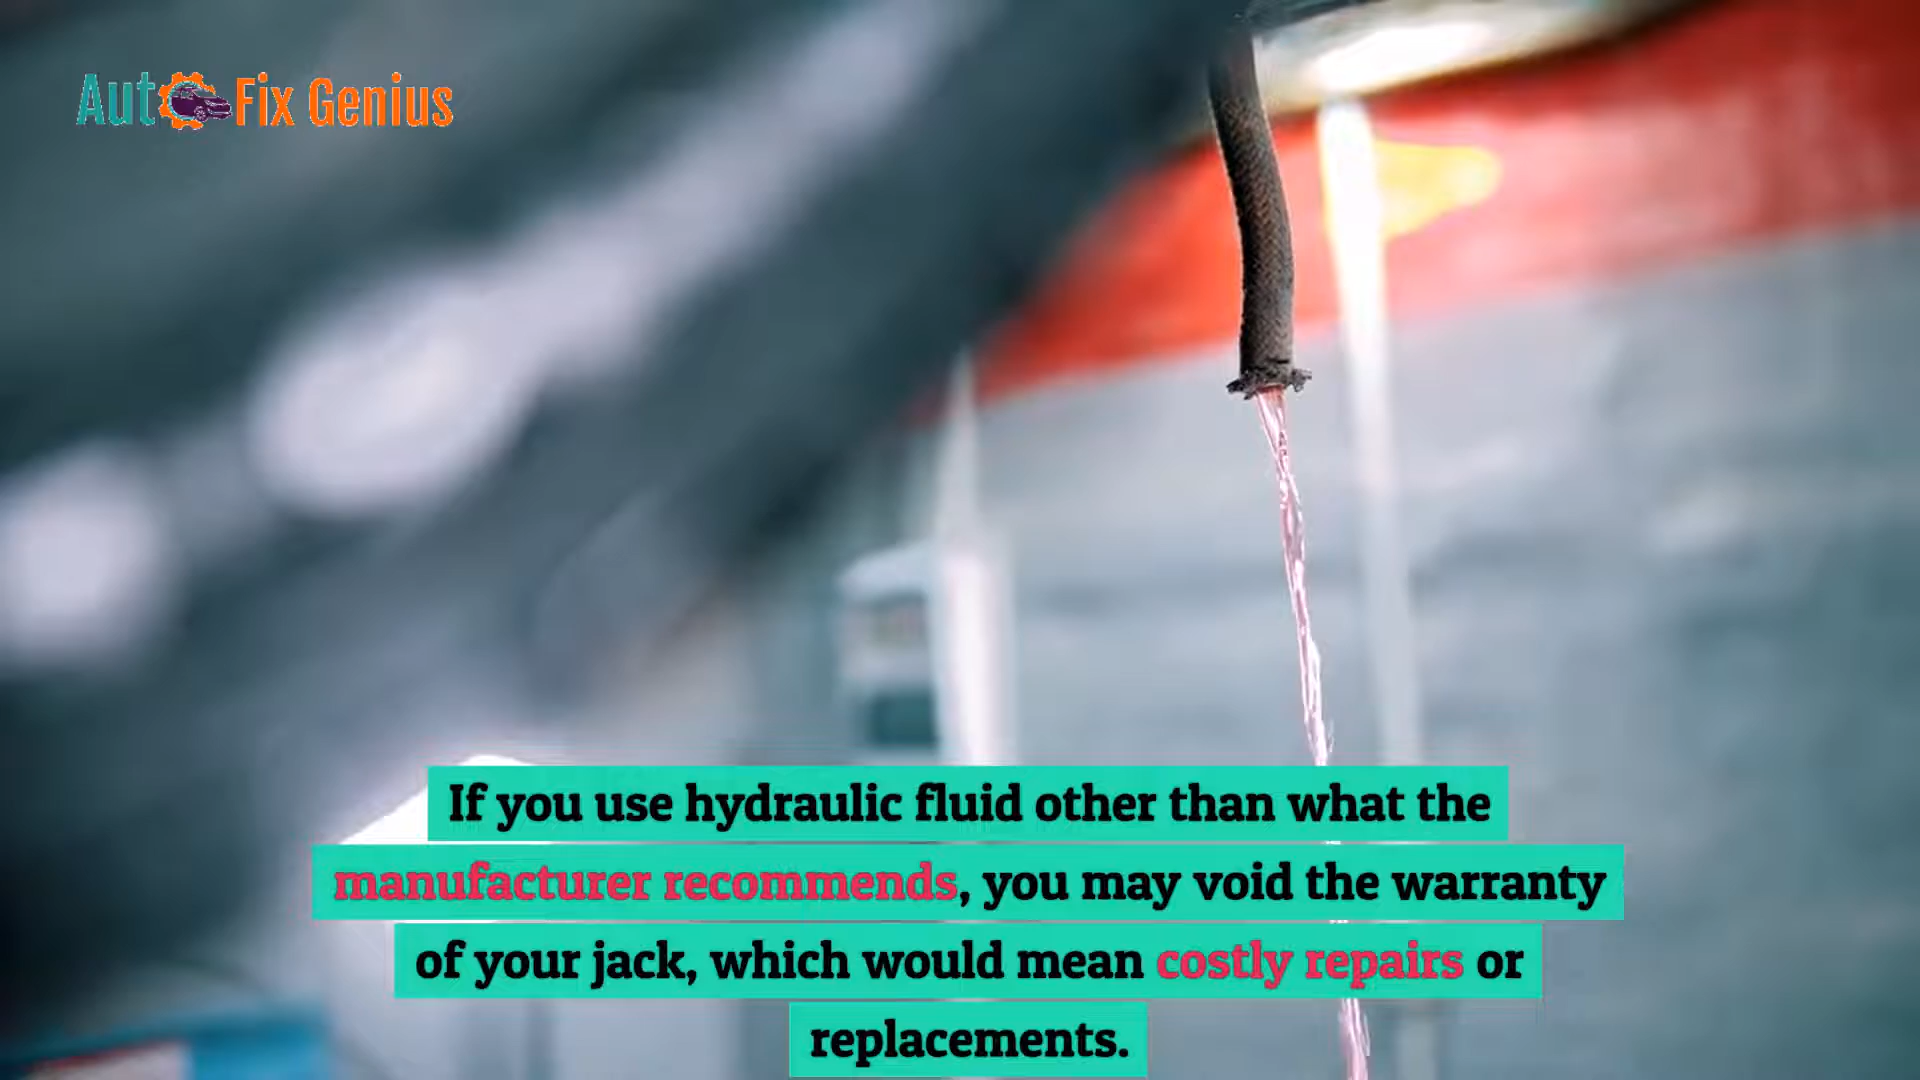 Aut Fix Genius
If you use hydraulic fluid other than what the
manufacturer recommends, you may void the warranty
of your jack, which would mean costly repairs or
replacements.